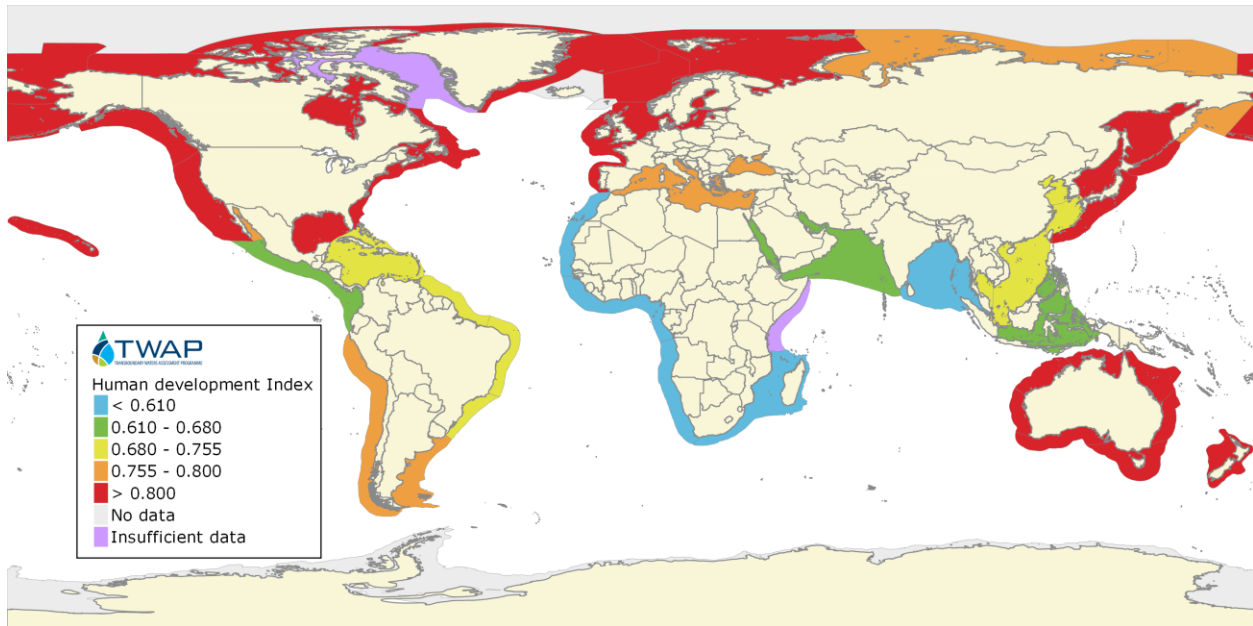 TWAP
TRANSBOUNDARY WATERS ASSESSMENT PROGRAMME
Human development Index
< 0.610
0.610 - 0.680
0.680 - 0.755
0.755 - 0.800
> 0.800
No data
Insufficient data